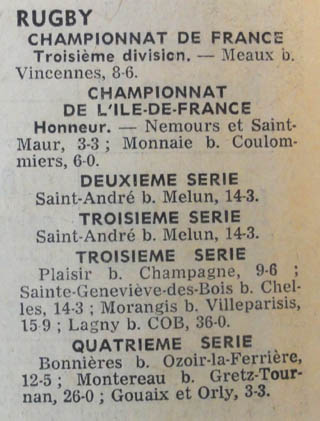 RUGBY
CHAMPIONNAT DE FRANCE
Troisième division. — Meaux b.
Vincennes, 8-6.
CHAMPIONNAT
DE L'ILE-DE-FRANCE
Honneur. — Nemours et Saint-
Maur, 3-3 ; Monnaie b. Coulom-
miers, 6-0.
DEUXIEME SERIE
Saint-André b. Melun, 14-3.
TROISIEME SERIE
Saint-André b. Melun, 14-3.
TROISIEME SERIE
Plaisir b. Champagne, 9-6 ;
Sainte-Geneviève-des-Bois b. Chel-
les, 14-3 ; Morangis b. Villeparisis,
15-9 ; Lagny b. COB, 36-0.
QUATRIEME SERIE
Bonnières b. Ozoir-la-Ferrière,
12-5 ; Montereau b. Gretz-Tour-
nan, 26-0 ; Gouaix et Orly, 3-3.